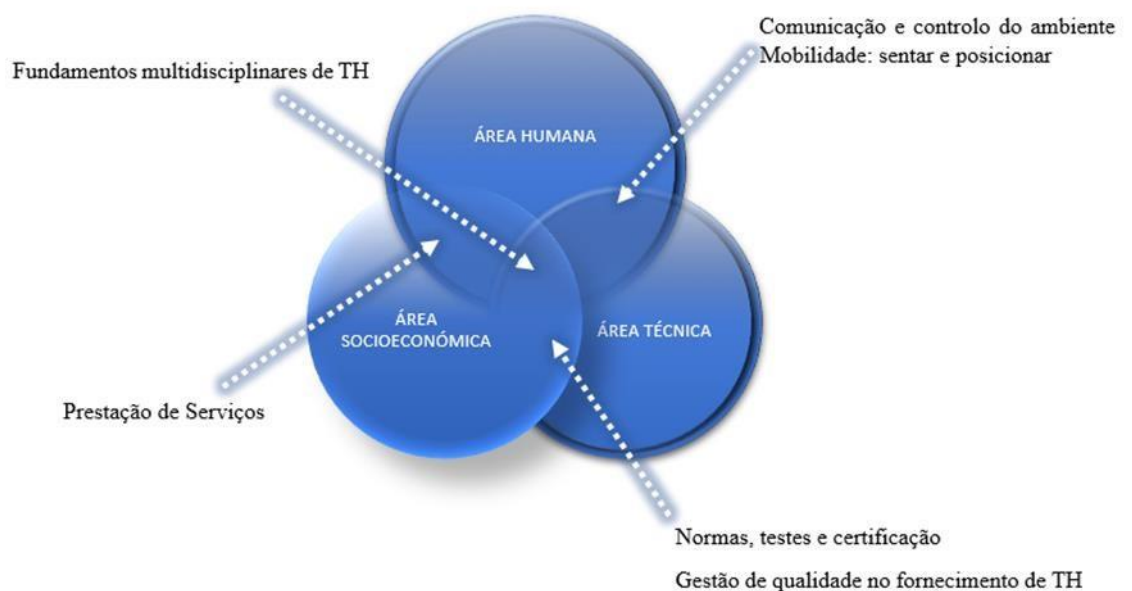 Comunicação e controlo do ambiente
Mobilidade: sentar e posicionar
Fundamentos multidisciplinares de TH
ÁREA HUMANA
ÁREA
SOCIOECONÓMICA
ÁREA TÉCNICA
Prestação de Serviços
Normas, testes e certificação
Gestão de qualidade no fornecimento de TH